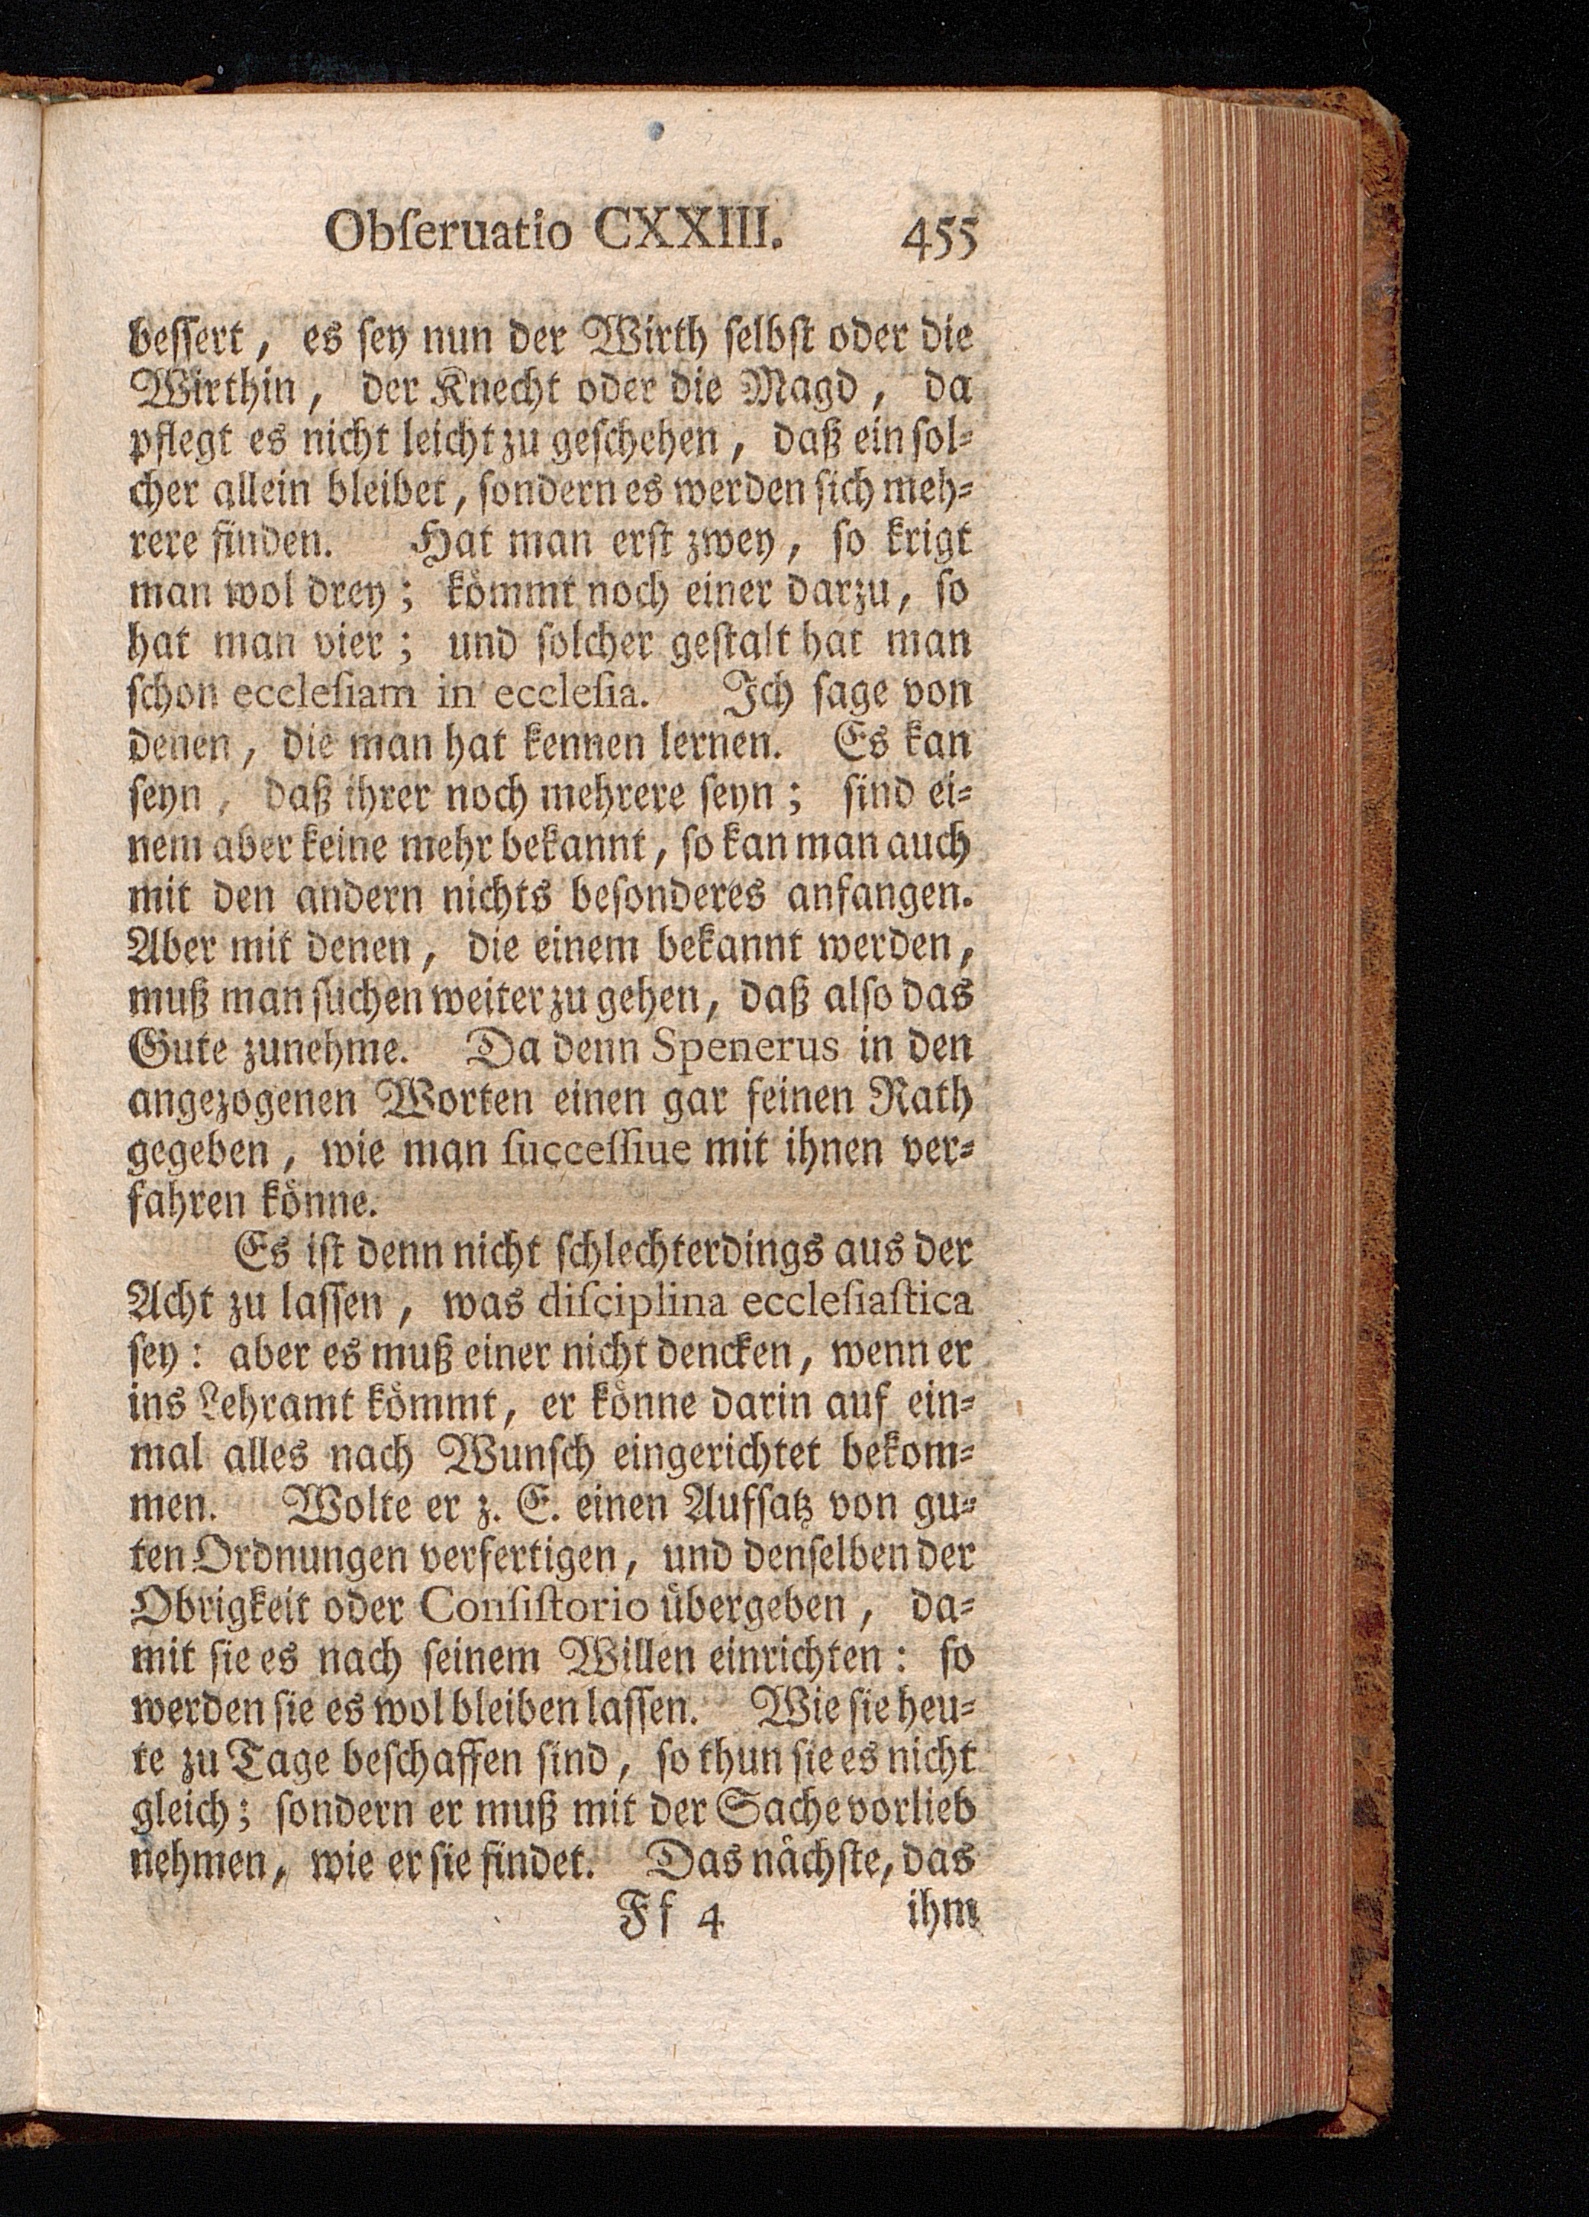 Obſeruatio CXXIII. 455
beſſert, es ſey nun der Wirth ſelbſt oder die
Wirthin, der Knecht oder die Magd, da
pflegt es nicht leicht zu geſchehen, daß ein ſol⸗
cher allein bleibet, ſondern es werden ſich meh⸗
rere finden. Hat man erſt zwey, ſo krigt
man wol drey; koͤmmt noch einer darzu, ſo
hat man vier; und ſolcher geſtalt hat man
ſchon eccleſiam in eccleſia. Ich ſage von
denen, die man hat kennen lernen. Es kan
ſeyn, daß ihrer noch mehrere ſeyn; ſind ei⸗
nem aber keine mehr bekannt, ſo kan man auch
mit den andern nichts beſonderes anfangen.
Aber mit denen, die einem bekannt werden,
muß man ſuchen weiter zu gehen, daß alſo das
Gute zunehme. Da denn Spenerus in den
angezogenen Worten einen gar feinen Rath
gegeben, wie man ſucceſſiue mit ihnen ver⸗
fahren koͤnne.
Es iſt denn nicht ſchlechterdings aus der
Acht zu laſſen, was diſciplina eccleſiaſtica
ſey: aber es muß einer nicht dencken, wenn er
ins Lehramt koͤmmt, er koͤnne darin auf ein⸗
mal alles nach Wunſch eingerichtet bekom⸗
men. Wolte er z. E. einen Aufſatz von gu⸗
ten Ordnungen verfertigen, und denſelben der
Obrigkeit oder Conſiſtorio uͤbergeben, da⸗
mit ſie es nach ſeinem Willen einrichten: ſo
werden ſie es wol bleiben laſſen. Wie ſie heu⸗
te zu Tage beſchaffen ſind, ſo thun ſie es nicht
gleich; ſondern er muß mit der Sache vorlieb
nehmen, wie er ſie findet. Das naͤchſte, das
Ff 4 ihm